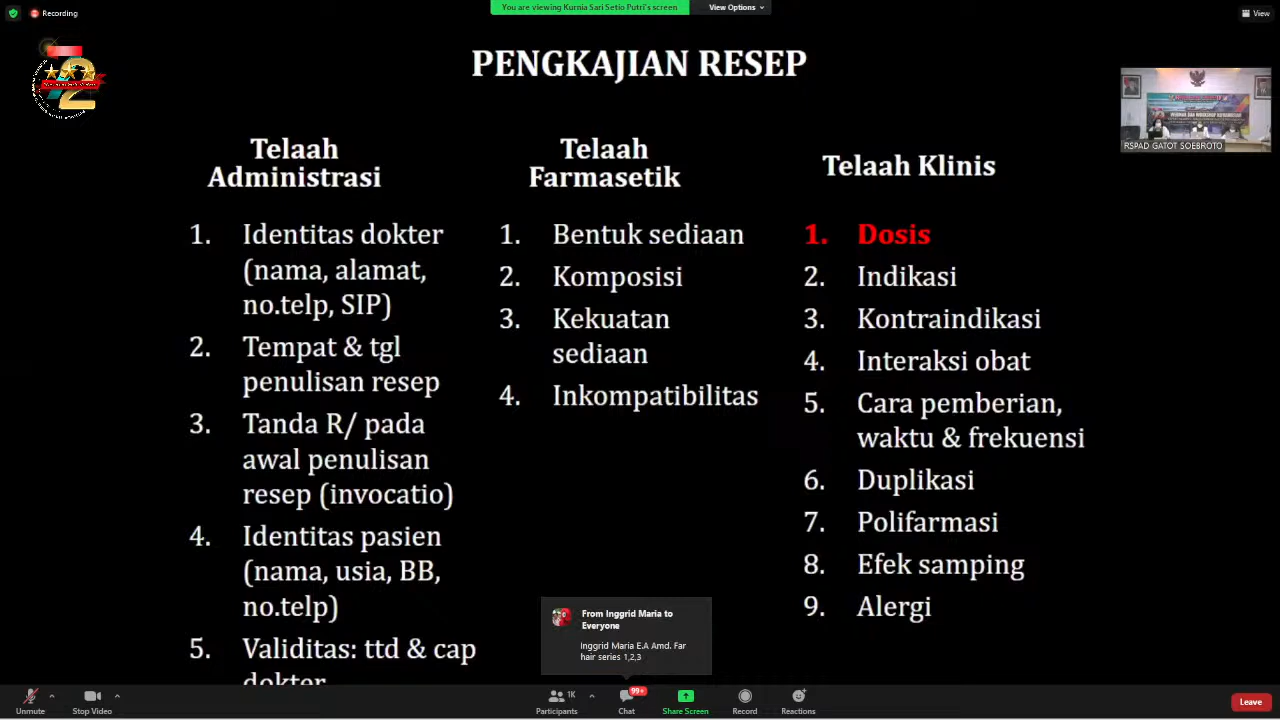 Recording
You are viewing Kurnia Sari Setio Putri's screen
View Options
View
2
PENGKAJIAN RESEP
RSPAD GATOT SOEBROTO
Telaah
Administrasi
1. Identitas dokter
(nama, alamat,
no.telp, SIP)
2. Tempat & tgl
penulisan resep
3. Tanda R/ pada
awal penulisan
resep (invocatio)
4. Identitas pasien
(nama, usia, BB,
no.telp)
5. Validitas: ttd & cap
dokter
Telaah
Farmasetik
1. Bentuk sediaan
2. Komposisi
3. Kekuatan
sediaan
4. Inkompatibilitas
Telaah Klinis
1. Dosis
2. Indikasi
3. Kontraindikasi
4. Interaksi obat
5. Cara pemberian,
waktu & frekuensi
6. Duplikasi
7. Polifarmasi
8. Efek samping
9. Alergi
From Inggrid Maria to
Everyone
Inggrid Maria E.A Amd. Far
hair series 1,2,3
Unmute
Stop Video
1K
Participants
99+
Chat
Share Screen
Record
Reactions
Leave